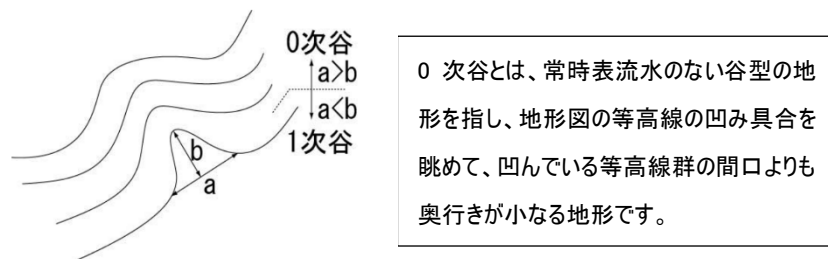 0次谷
a>b
a<b
1次谷
b
a
0 次谷とは、常時表流水のない谷型の地
形を指し、地形図の等高線の凹み具合を
眺めて、凹んでいる等高線群の間口よりも
奥行きが小なる地形です。